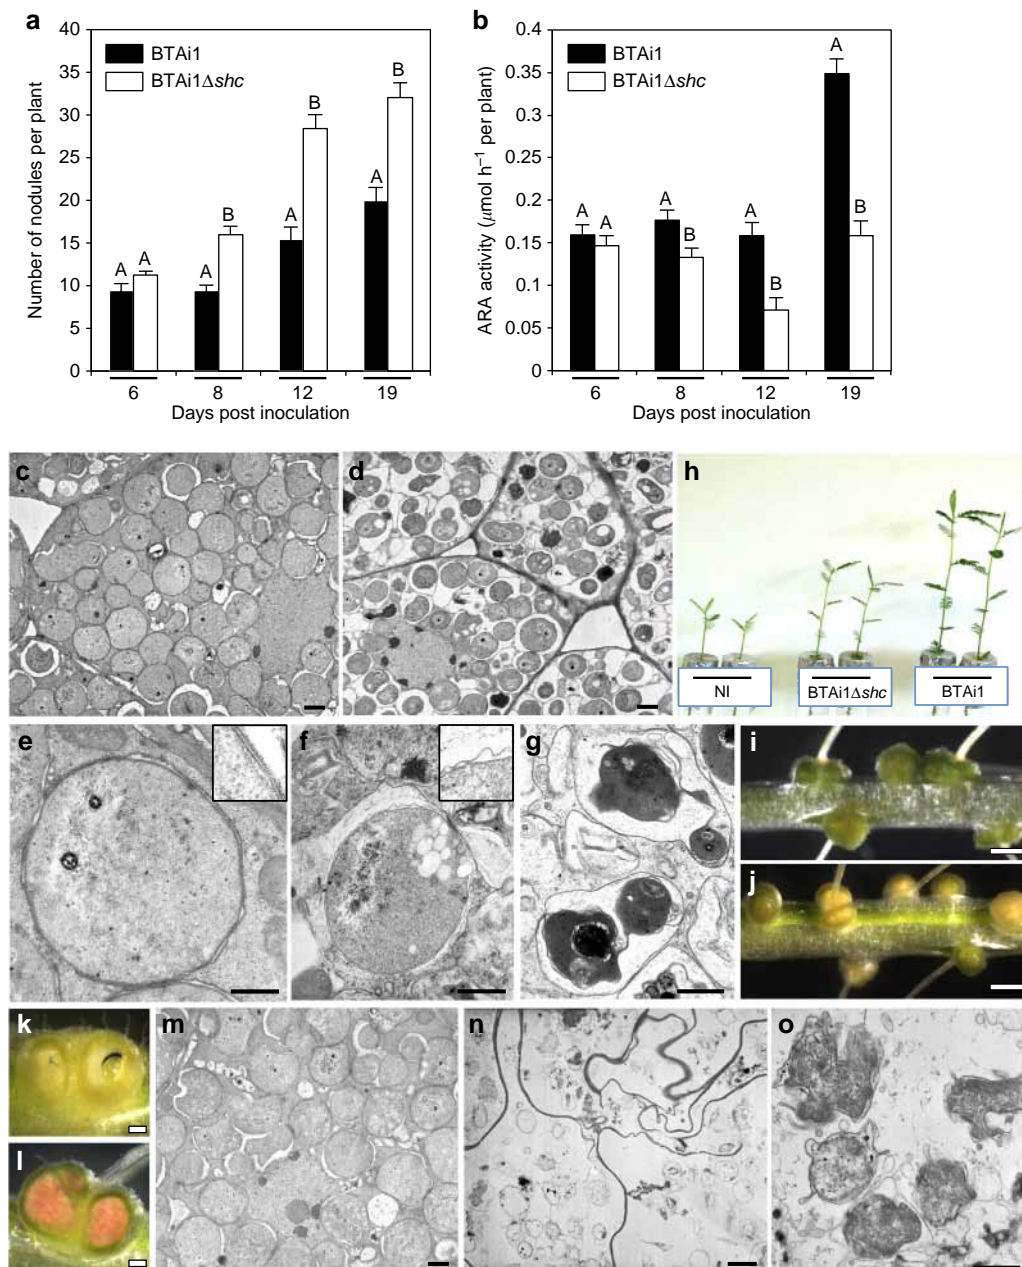 a
40
35
30
25
20
15
10
5
0
Number of nodules per plant
BTAi1
BTAi1Δshc
A A
A B
A B
A B
6 8 12 19
Days post inoculation
b
0.4
0.35
0.3
0.25
0.2
0.15
0.1
0.05
0
ARA activity (μmol h⁻¹ per plant)
BTAi1
BTAi1Δshc
A A
A B
A B
A B
6 8 12 19
Days post inoculation
c
d
h
NI
BTAi1Δshc
BTAi1
e
f
g
i
j
k
l
m
n
o